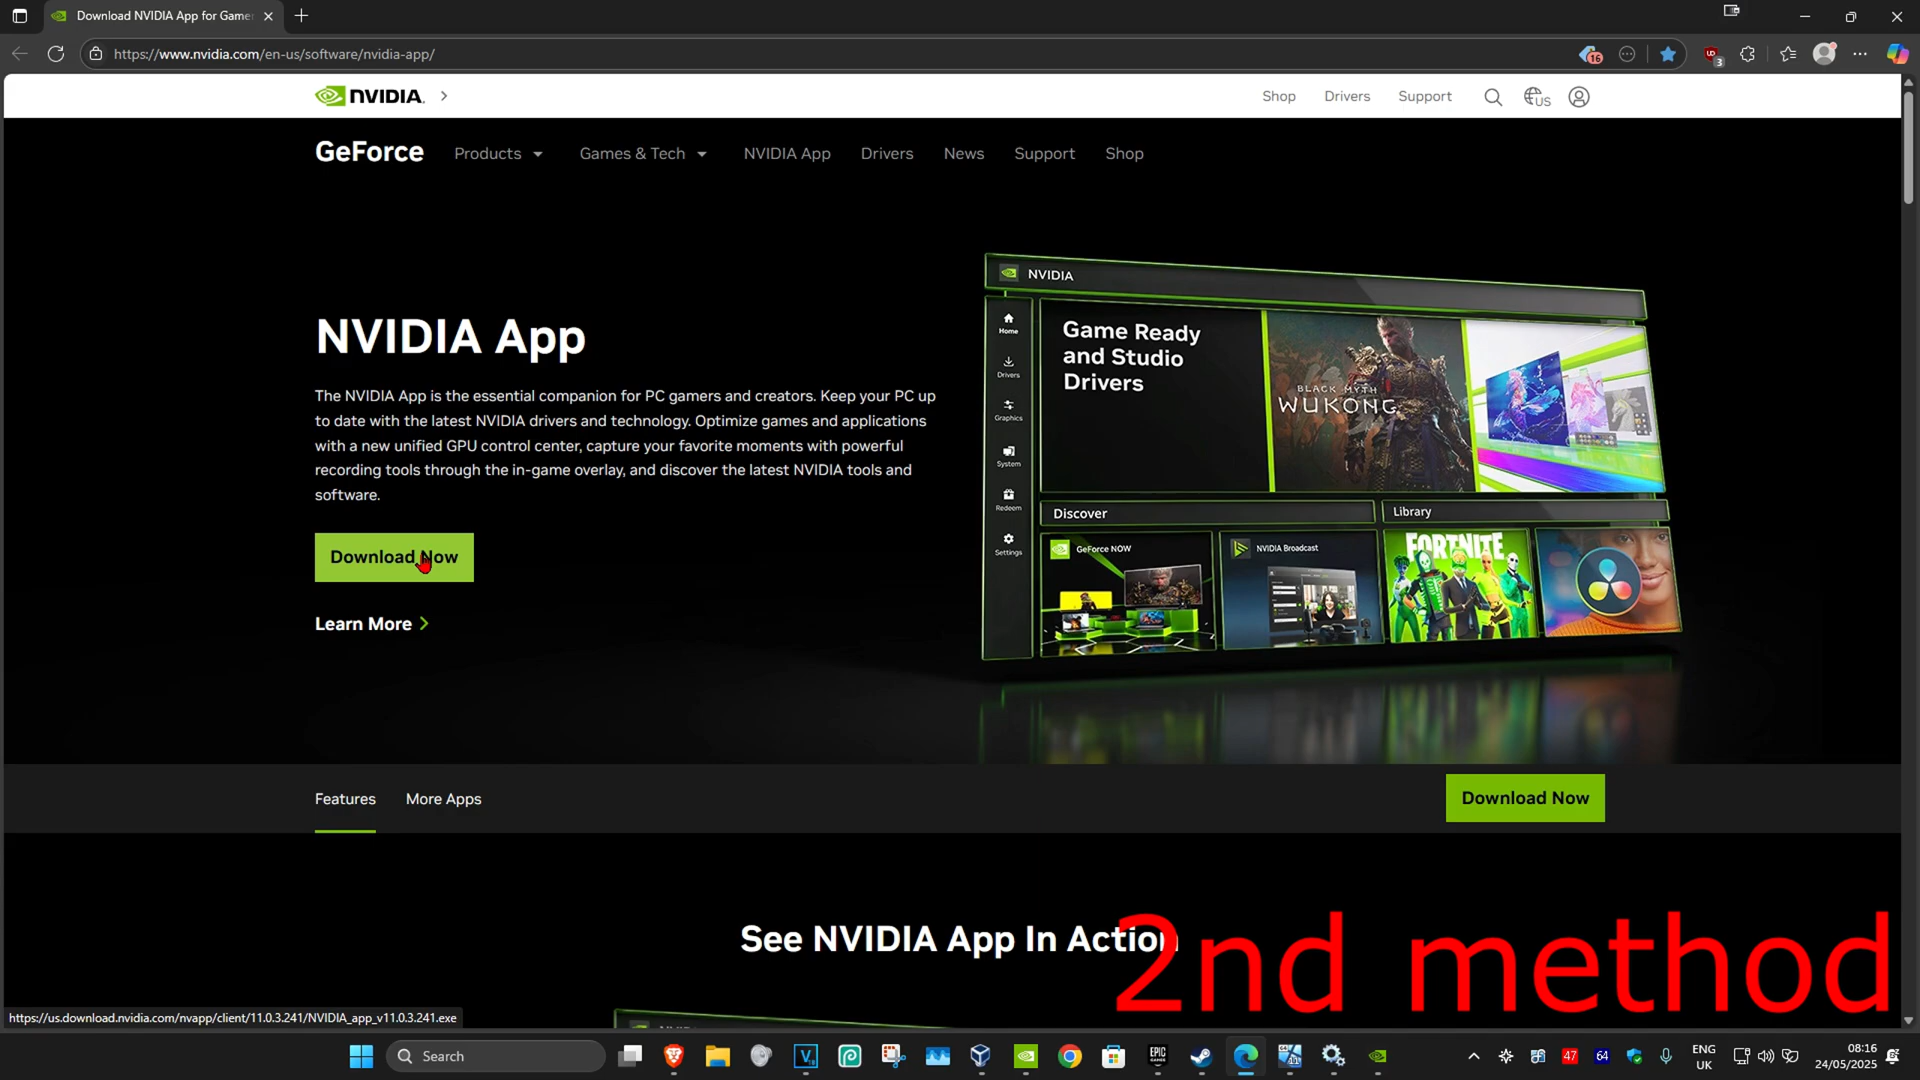 Download NVIDIA App for Game
https://www.nvidia.com/en-us/software/nvidia-app/
16
3
NVIDIA.
Shop
Drivers
Support
US
GeForce
Products
Games & Tech
NVIDIA App
Drivers
News
Support
Shop
NVIDIA App
The NVIDIA App is the essential companion for PC gamers and creators. Keep your PC up
to date with the latest NVIDIA drivers and technology. Optimize games and applications
with a new unified GPU control center, capture your favorite moments with powerful
recording tools through the in-game overlay, and discover the latest NVIDIA tools and
software.
Download Now
Learn More
NVIDIA
Home
Drivers
Graphics
System
Redeem
Settings
Game Ready
and Studio
Drivers
BLACK MYTH
WUKONG
Discover
Library
GeForce NOW
NVIDIA Broadcast
FORTNITE
Features
More Apps
Download Now
See NVIDIA App In Action
2nd method
https://us.download.nvidia.com/nvapp/client/11.0.3.241/NVIDIA_app_v11.0.3.241.exe
Search
EPIC
GAMES
47
64
ENG
UK
08:16
24/05/2025